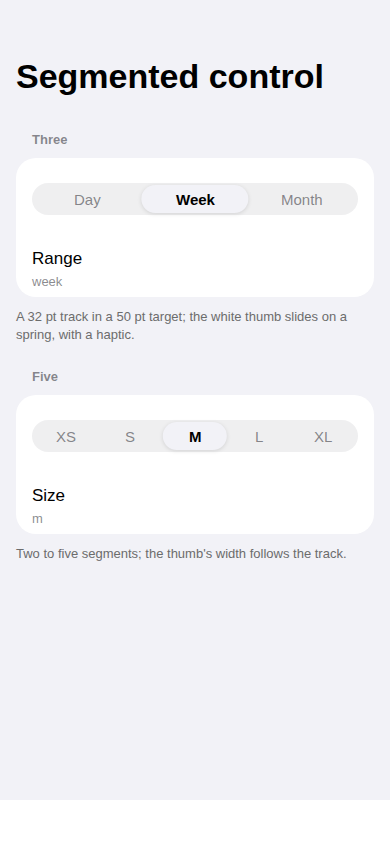 Segmented control
Three
Day Week Month
Range
week
A 32 pt track in a 50 pt target; the white thumb slides on a
spring, with a haptic.
Five
XS S M L XL
Size
m
Two to five segments; the thumb's width follows the track.